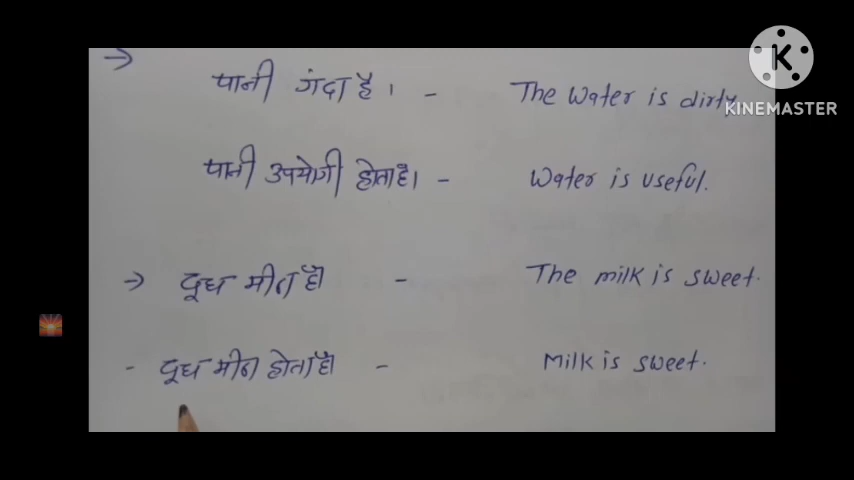 →
पानी गंदा है। - The Water is dirty
KINEMASTER
पानी उपयोगी होता है। - Water is useful.
→ दूध मीठा है। - The milk is sweet.
- दूध मीठा होता है। - Milk is sweet.